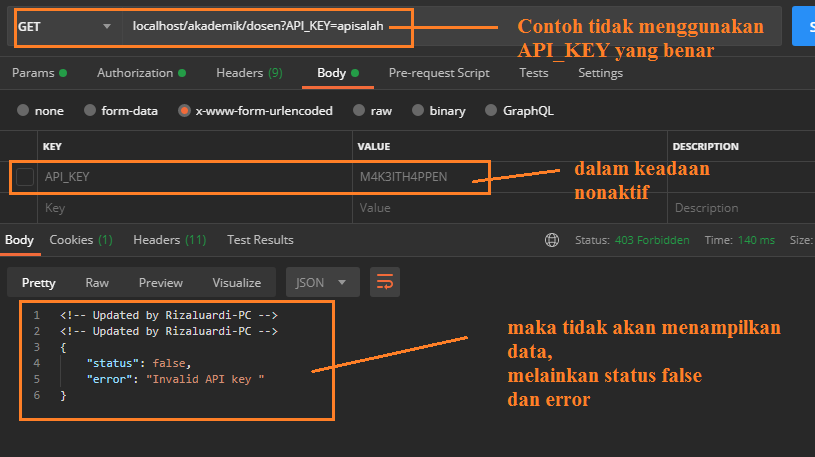 GET localhost/akademik/dosen?API_KEY=apisalah
Contoh tidak menggunakan
API_KEY yang benar
S
Params Authorization Headers (9) Body Pre-request Script Tests Settings
none form-data x-www-form-urlencoded raw binary GraphQL
KEY VALUE DESCRIPTION
API_KEY M4K3ITH4PPEN
dalam keadaan
nonaktif
Key Value Description
Body Cookies (1) Headers (11) Test Results Status: 403 Forbidden Time: 140 ms Size:
Pretty Raw Preview Visualize JSON
1 <!-- Updated by Rizaluardi-PC -->
2 <!-- Updated by Rizaluardi-PC -->
3 {
4 "status": false,
5 "error": "Invalid API key "
6 }
maka tidak akan menampilkan
data,
melainkan status false
dan error